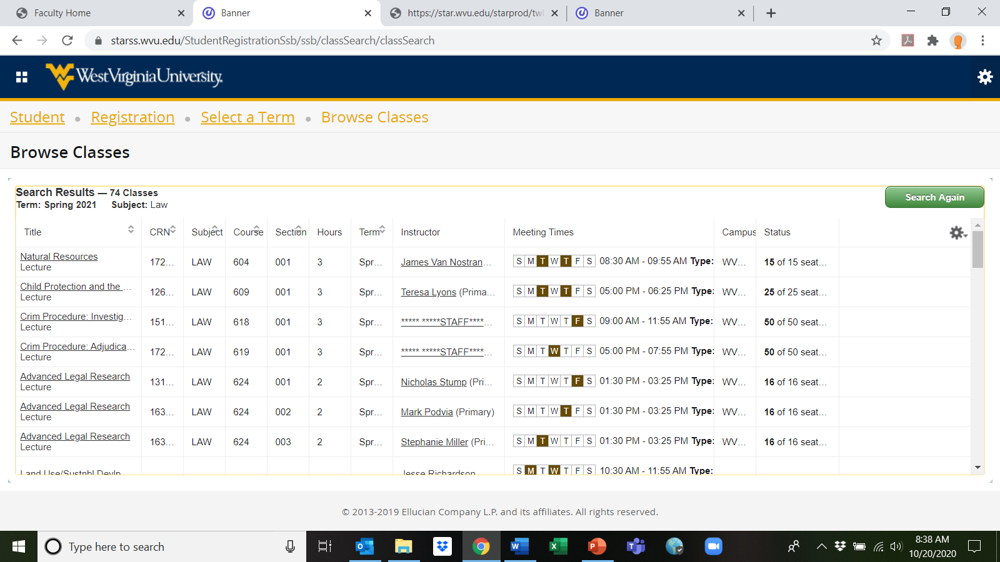 Faculty Home
Banner
https://star.wvu.edu/starprod/twb
Banner
starss.wvu.edu/StudentRegistrationSsb/ssb/classSearch/classSearch
WestVirginiaUniversity.
Student • Registration • Select a Term • Browse Classes
Browse Classes
Search Results — 74 Classes
Term: Spring 2021 Subject: Law
Search Again
Title CRN Subject Course Section Hours Term Instructor Meeting Times Campus Status
Natural Resources
Lecture
172... LAW 604 001 3 Spr... James Van Nostran... S M T W T F S 08:30 AM - 09:55 AM Type: WV... 15 of 15 seat...
Child Protection and the ...
Lecture
126... LAW 609 001 3 Spr... Teresa Lyons (Prima... S M T W T F S 05:00 PM - 06:25 PM Type: WV... 25 of 25 seat...
Crim Procedure: Investig...
Lecture
151... LAW 618 001 3 Spr... ***** *****STAFF****... S M T W T F S 09:00 AM - 11:55 AM Type: WV... 50 of 50 seat...
Crim Procedure: Adjudica...
Lecture
172... LAW 619 001 3 Spr... ***** *****STAFF****... S M T W T F S 05:00 PM - 07:55 PM Type: WV... 50 of 50 seat...
Advanced Legal Research
Lecture
131... LAW 624 001 2 Spr... Nicholas Stump (Pri... S M T W T F S 01:30 PM - 03:25 PM Type: WV... 16 of 16 seat...
Advanced Legal Research
Lecture
163... LAW 624 002 2 Spr... Mark Podvia (Primary) S M T W T F S 01:30 PM - 03:25 PM Type: WV... 16 of 16 seat...
Advanced Legal Research
Lecture
163... LAW 624 003 2 Spr... Stephanie Miller (Pri... S M T W T F S 01:30 PM - 03:25 PM Type: WV... 16 of 16 seat...
Land Use/Sustnbl Devlp Jesse Richardson S M T W T F S 10:30 AM - 11:55 AM Type:
© 2013-2019 Ellucian Company L.P. and its affiliates. All rights reserved.
Type here to search
8:38 AM
10/20/2020